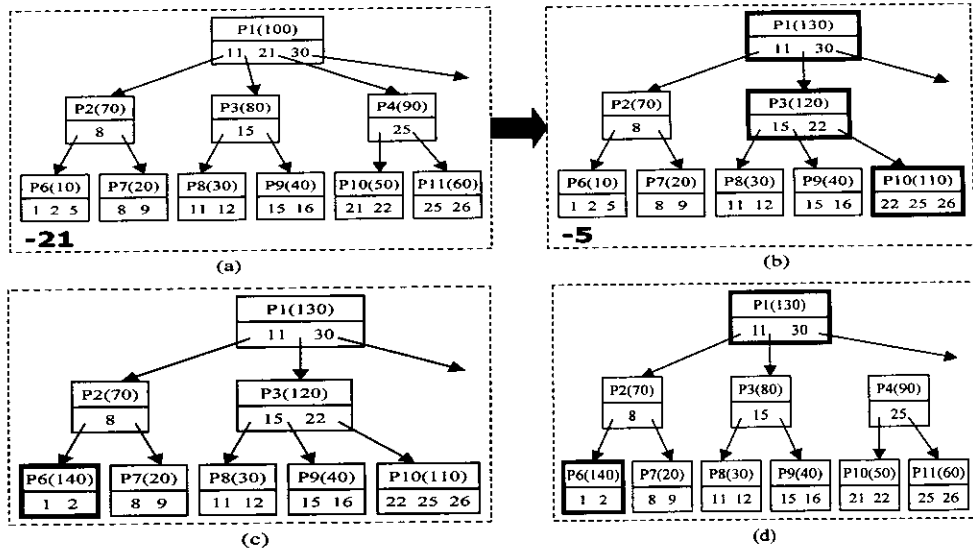 P1(100)
11 21 30
P2(70)
8
P3(80)
15
P4(90)
25
P6(10)
1 2 5
P7(20)
8 9
P8(30)
11 12
P9(40)
15 16
P10(50)
21 22
P11(60)
25 26
-21
(a)
P1(130)
11 30
P2(70)
8
P3(120)
15 22
P6(10)
1 2 5
P7(20)
8 9
P8(30)
11 12
P9(40)
15 16
P10(110)
22 25 26
-5
(b)
P1(130)
11 30
P2(70)
8
P3(120)
15 22
P6(140)
1 2
P7(20)
8 9
P8(30)
11 12
P9(40)
15 16
P10(110)
22 25 26
(c)
P1(130)
11 30
P2(70)
8
P3(80)
15
P4(90)
25
P6(140)
1 2
P7(20)
8 9
P8(30)
11 12
P9(40)
15 16
P10(50)
21 22
P11(60)
25 26
(d)